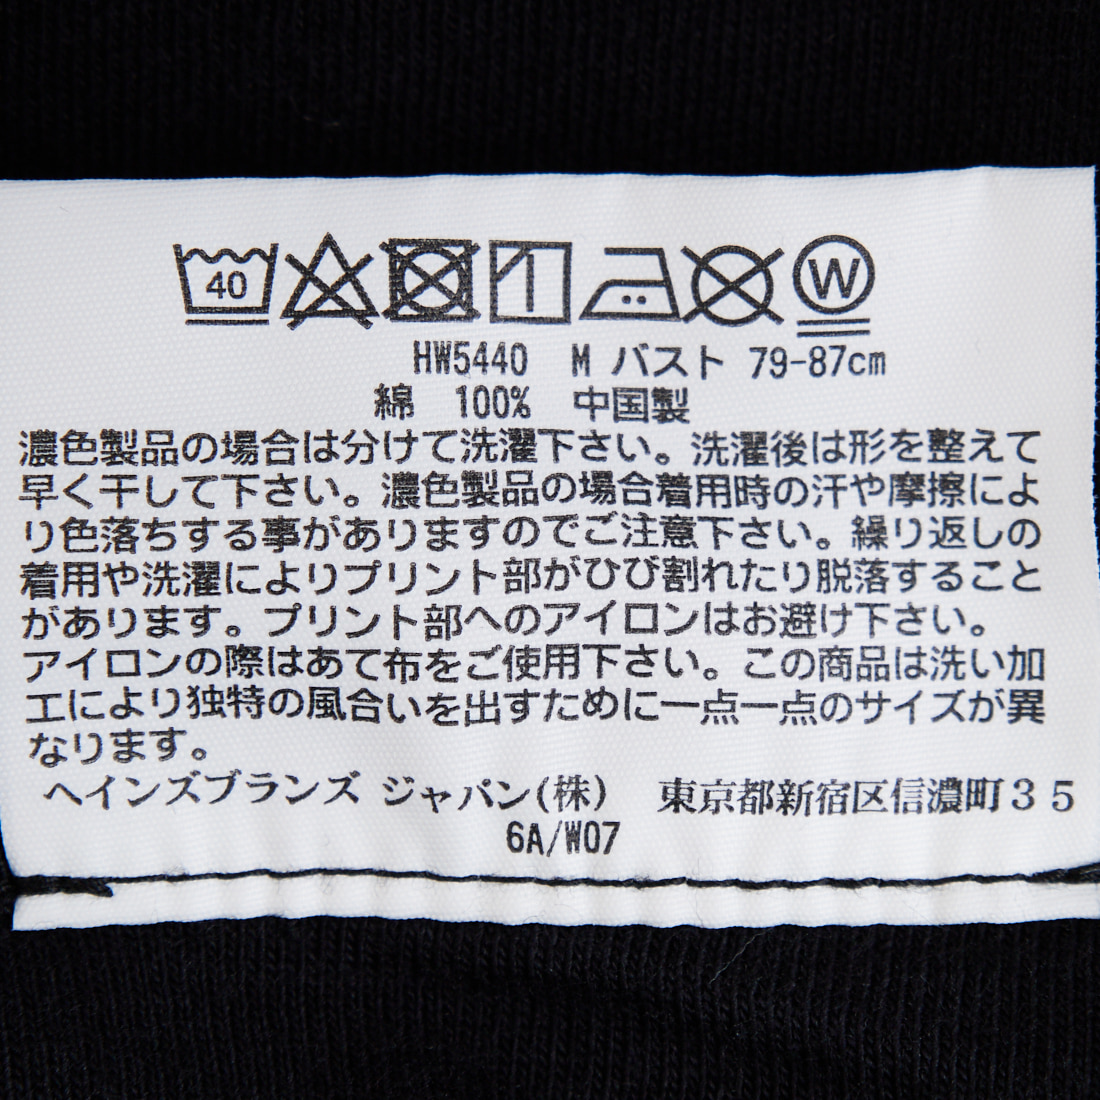 40 W
HW5440 M バスト 79-87cm
綿 100% 中国製
濃色製品の場合は分けて洗濯下さい。洗濯後は形を整えて
早く干して下さい。濃色製品の場合着用時の汗や摩擦によ
り色落ちする事がありますのでご注意下さい。繰り返しの
着用や洗濯によりプリント部がひび割れたり脱落すること
があります。プリント部へのアイロンはお避け下さい。
アイロンの際はあて布をご使用下さい。この商品は洗い加
工により独特の風合いを出すために一点一点のサイズが異
なります。
ヘインズブランズ ジャパン(株) 東京都新宿区信濃町35
6A/W07